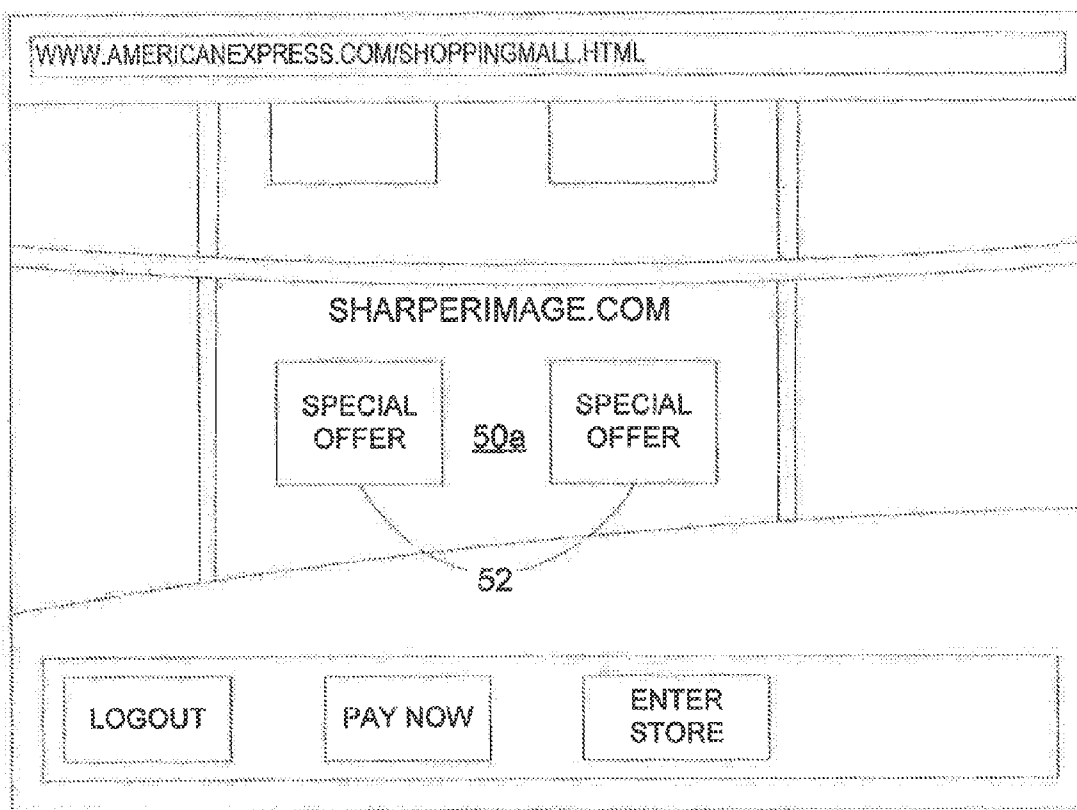 WWW.AMERICANEXPRESS.COM/SHOPPINGMALL.HTML
SHARPERIMAGE.COM
SPECIAL
OFFER
50a
SPECIAL
OFFER
52
LOGOUT
PAY NOW
ENTER
STORE